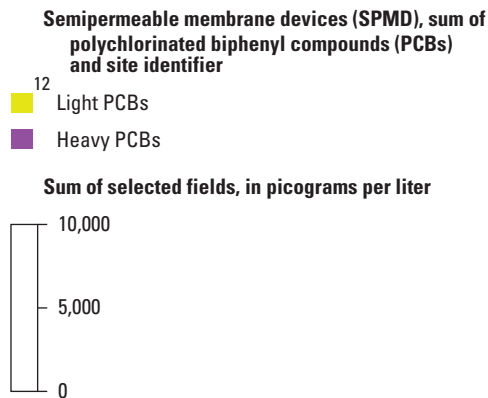 Semipermeable membrane devices (SPMD), sum of
polychlorinated biphenyl compounds (PCBs)
and site identifier
12
Light PCBs
Heavy PCBs
Sum of selected fields, in picograms per liter
10,000
5,000
0